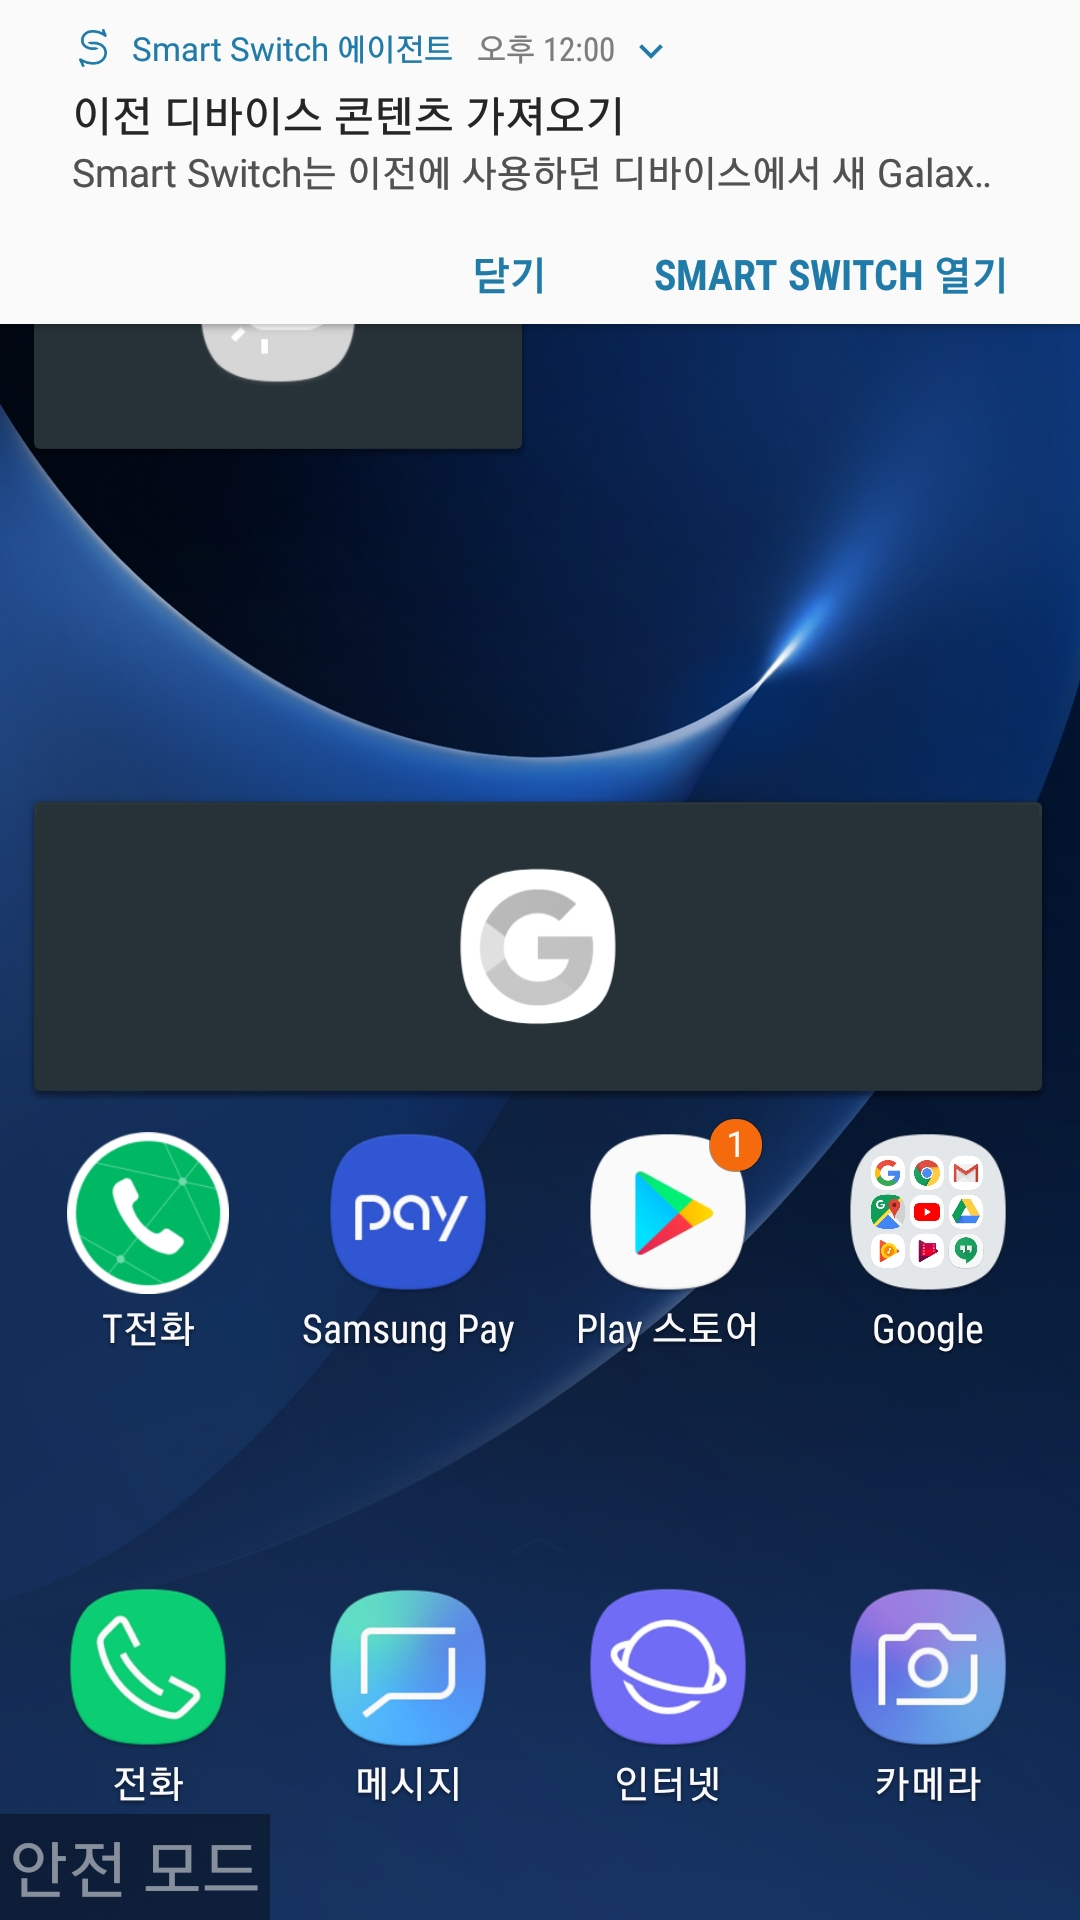 Smart Switch 에이전트 오후 12:00
이전 디바이스 콘텐츠 가져오기
Smart Switch는 이전에 사용하던 디바이스에서 새 Galax..
닫기 SMART SWITCH 열기
G
pay
1
T전화 Samsung Pay Play 스토어 Google
전화 메시지 인터넷 카메라
안전 모드